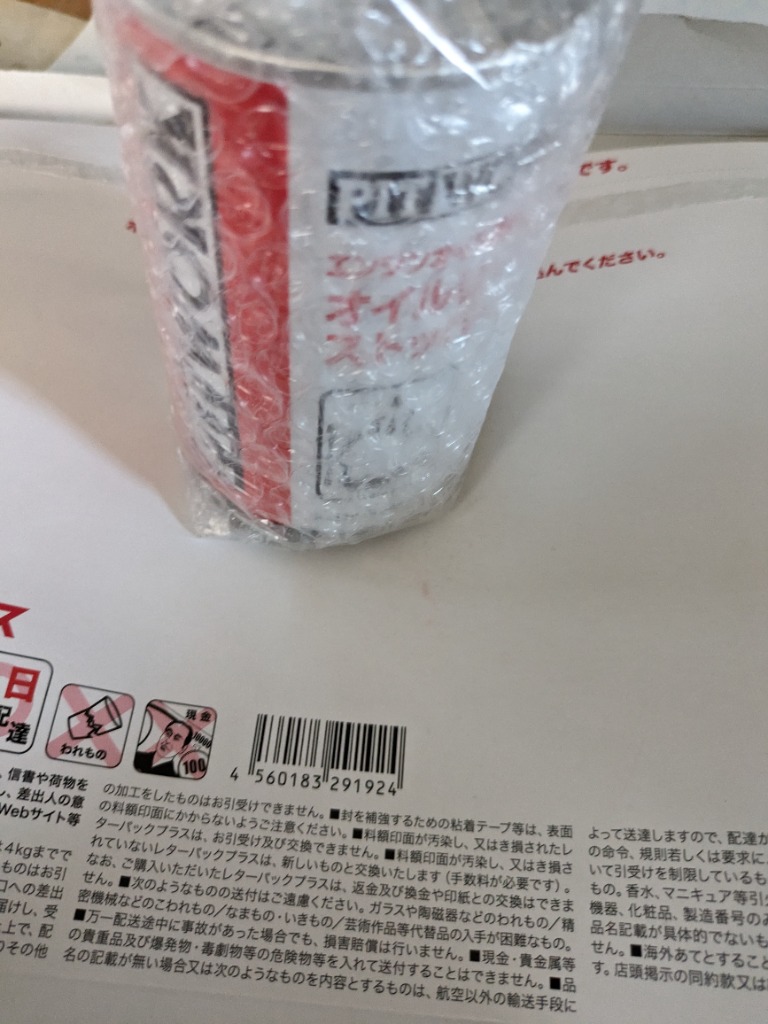 RIT
エンジンオイル
オイル
ストッ
です。
んでください。
ス
日
配
達
われもの
現金
10000
100
4 560183 291924
、信書や荷物を
ン、差出人の意
Webサイト等
は4kgまでで
ものはお引
口への差出
届けし、受
上で、配
のその他
の加工をしたものはお引受けできません。■封を補強するための粘着テープ等は、表面
の料額印面にかからないようご注意ください。■料額印面が汚染し、又はき損されたレ
ターパックプラスは、お引受け及び交換できません。■料額印面が汚染し、又はき損さ
れていないレターパックプラスは、新しいものと交換いたします（手数料が必要です）。
なお、ご購入いただいたレターパックプラスは、返金及び換金や印紙との交換はできま
せん。■次のようなものの送付はご遠慮ください。ガラスや陶磁器などのわれもの／精
密機械などのこわれもの／なまもの・いきもの／芸術作品等代替品の入手が困難なもの。
■万一配送途中に事故があった場合でも、損害賠償は行いません。■現金・貴金属等
の貴重品及び爆発物・毒劇物等の危険物等を入れて送付することはできません。■品
名の記載が無い場合又は次のようなものを内容とするものは、航空以外の輸送手段に
よって送達しますので、配達が
の命令、規則若しくは要求に
いて引受けを制限している
もの。香水、マニキュア等引
機器、化粧品、製造番号のみ
品名記載が具体的でないも
せん。■海外あてとすること
す。店頭掲示の同約款又は